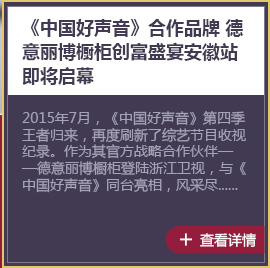 《中国好声音》合作品牌 德
意丽博橱柜创富盛宴安徽站
即将启幕
2015年7月，《中国好声音》第四季
王者归来，再度刷新了综艺节目收视
纪录。作为其官方战略合作伙伴—
—德意丽博橱柜登陆浙江卫视，与《
中国好声音》同台亮相，风采尽......
+ 查看详情